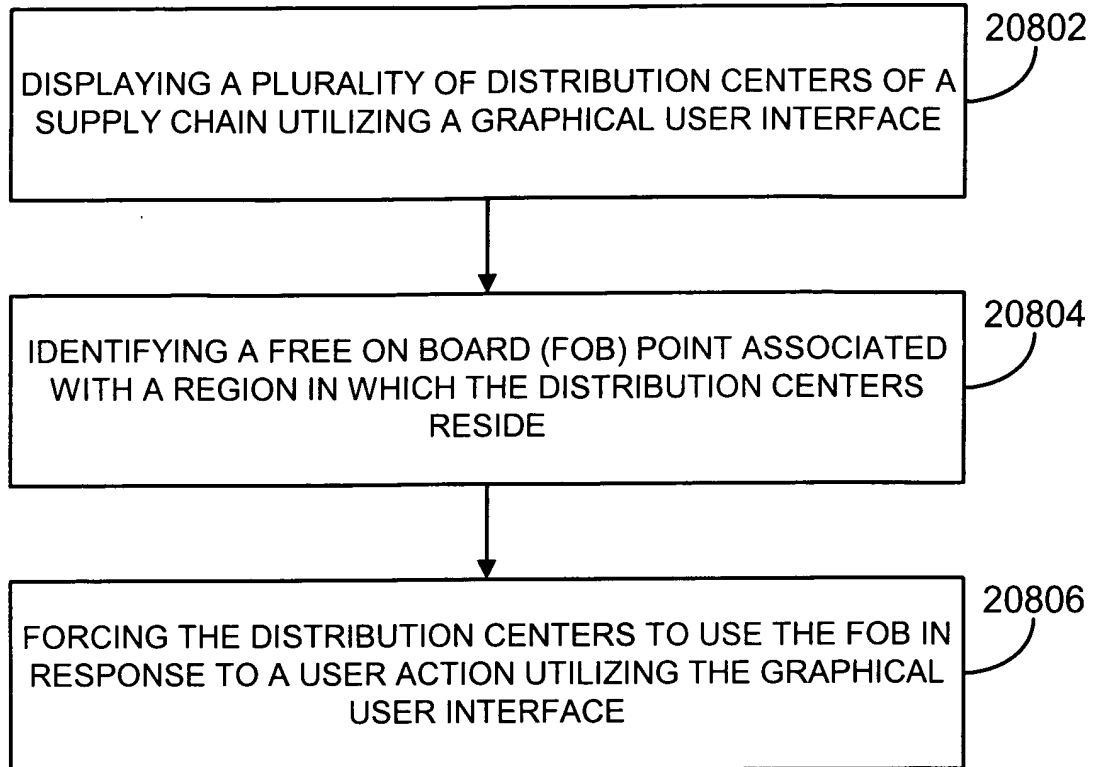 20802
DISPLAYING A PLURALITY OF DISTRIBUTION CENTERS OF A
SUPPLY CHAIN UTILIZING A GRAPHICAL USER INTERFACE
20804
IDENTIFYING A FREE ON BOARD (FOB) POINT ASSOCIATED
WITH A REGION IN WHICH THE DISTRIBUTION CENTERS
RESIDE
20806
FORCING THE DISTRIBUTION CENTERS TO USE THE FOB IN
RESPONSE TO A USER ACTION UTILIZING THE GRAPHICAL
USER INTERFACE